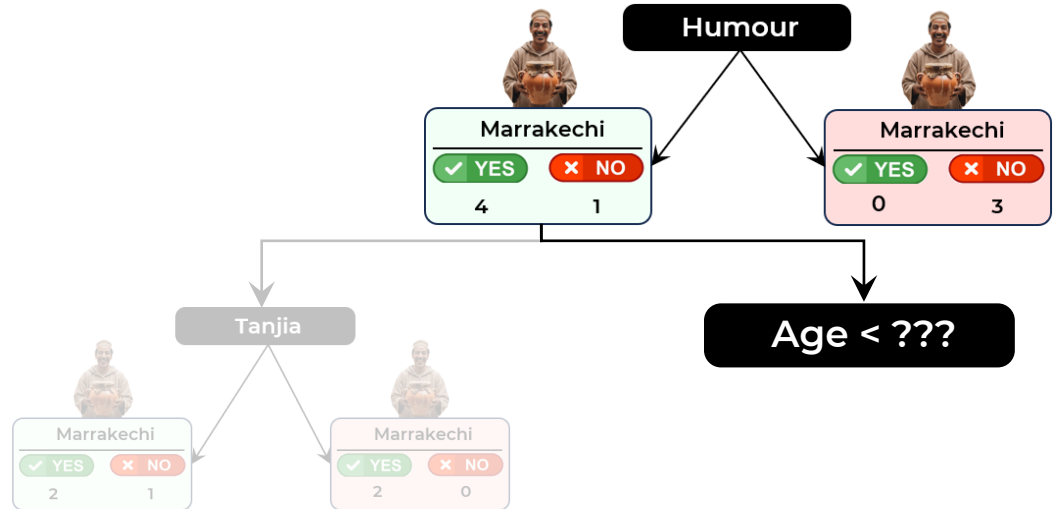 Humour
Marrakechi
YES NO
4 1
Marrakechi
YES NO
0 3
Tanjia
Age < ???
Marrakechi
YES NO
2 1
Marrakechi
YES NO
2 0